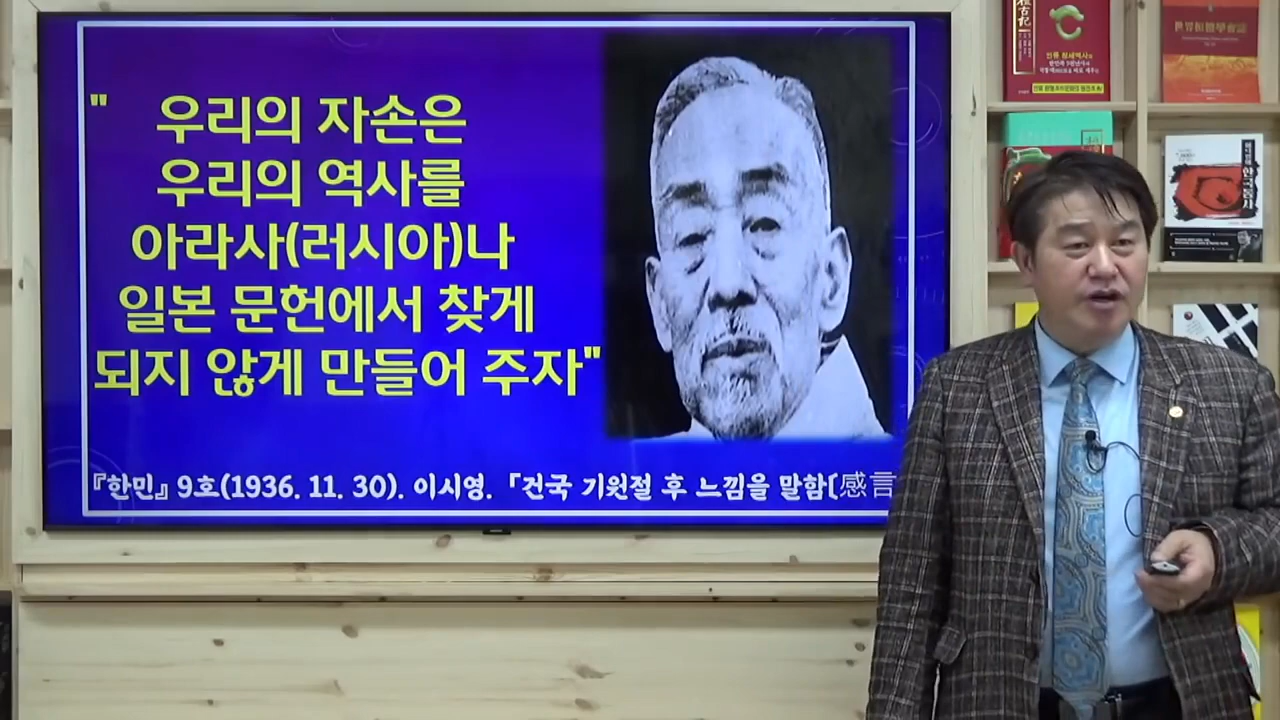 " 우리의 자손은
우리의 역사를
아라사(러시아)나
일본 문헌에서 찾게
되지 않게 만들어 주자"
『한민』 9호(1936. 11. 30). 이시영. 「건국 기원절 후 느낌을 말함[感言